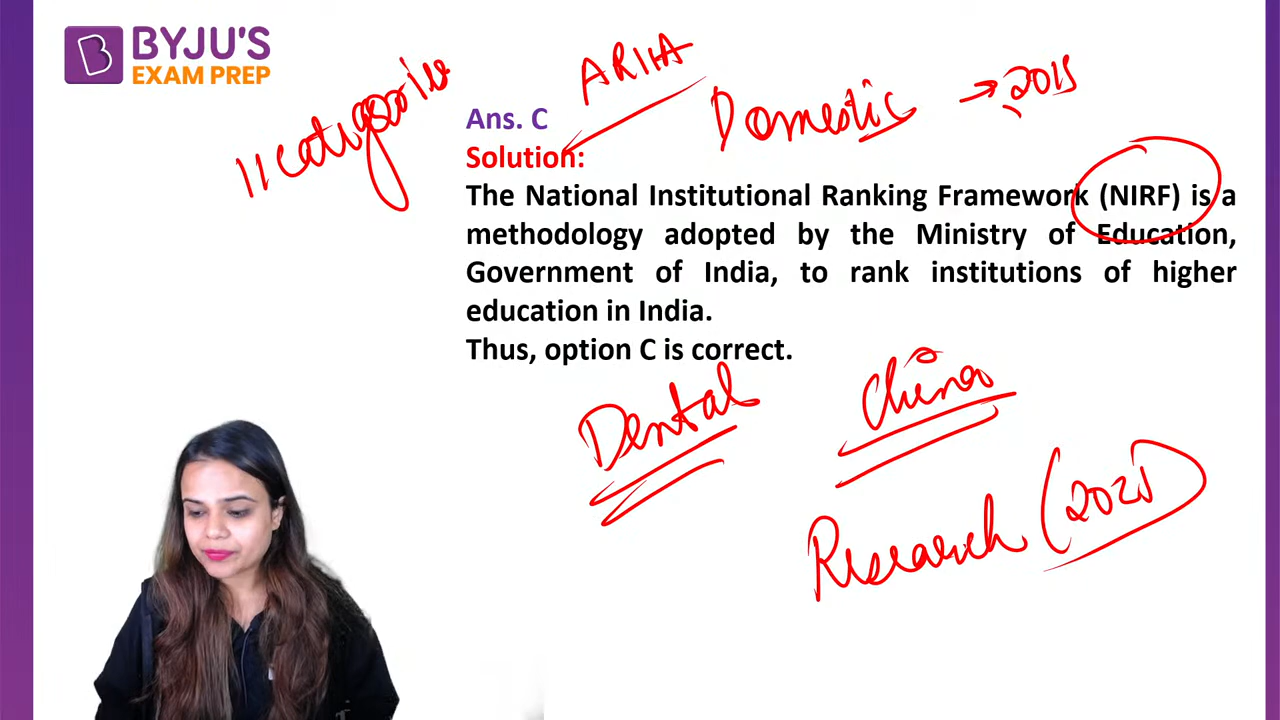 BYJU'S
EXAM PREP
11 categories
ARIIA
Domestic → 2015
Ans. C
Solution:
The National Institutional Ranking Framework (NIRF) is a
methodology adopted by the Ministry of Education,
Government of India, to rank institutions of higher
education in India.
Thus, option C is correct.
Dental
China
Research (2021)